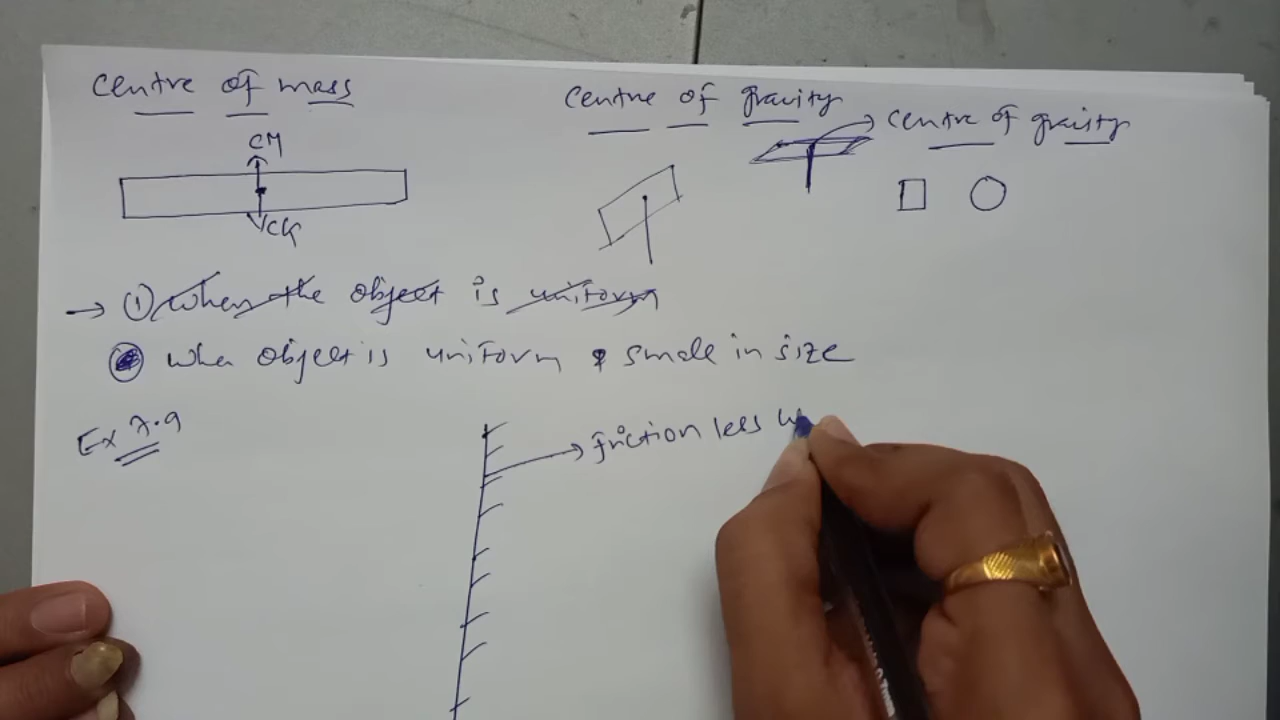 Centre of mass
Centre of gravity
Centre of gravity
CM
CG
→ ① When the object is uniform
When object is uniform & small in size
Ex 7.9
friction less w